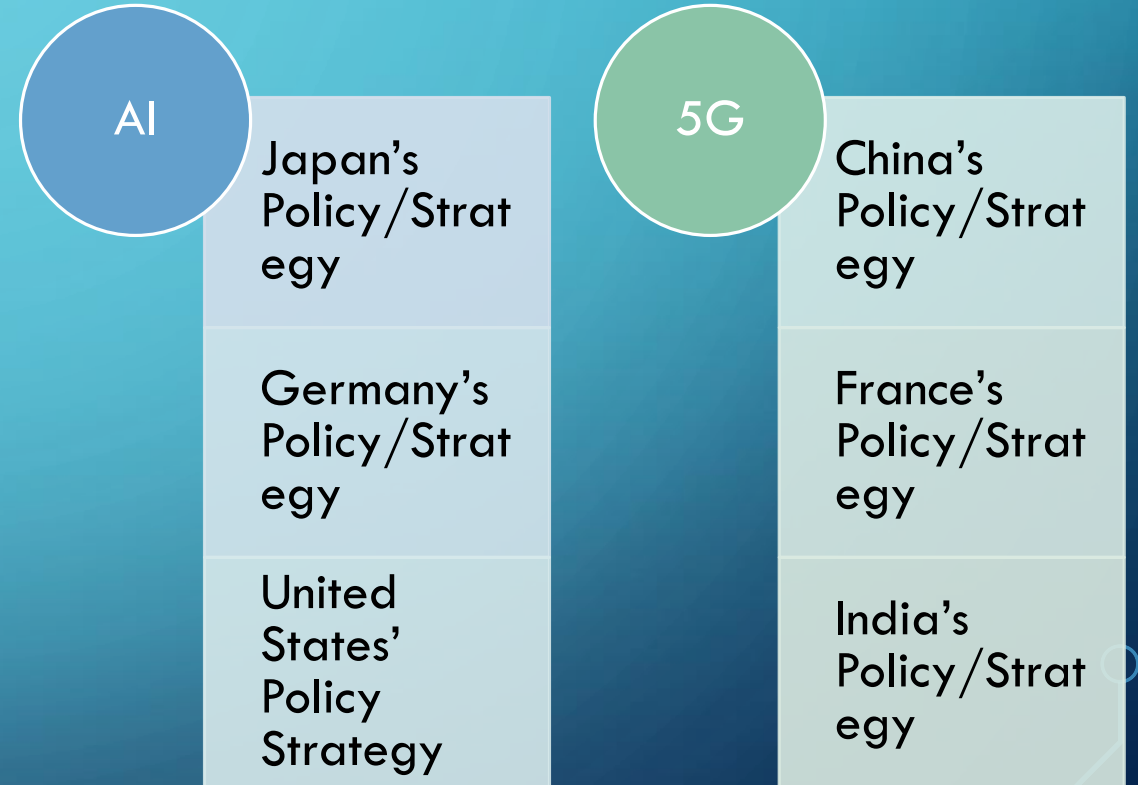 AI
Japan’s
Policy/Strat
egy
Germany’s
Policy/Strat
egy
United
States’
Policy
Strategy
5G
China’s
Policy/Strat
egy
France’s
Policy/Strat
egy
India’s
Policy/Strat
egy